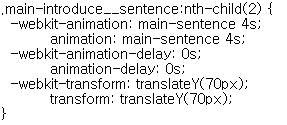 .main-introduce__sentence:nth-child(2) {
-webkit-animation: main-sentence 4s;
animation: main-sentence 4s;
-webkit-animation-delay: 0s;
animation-delay: 0s;
-webkit-transform: translateY(70px);
transform: translateY(70px);
}